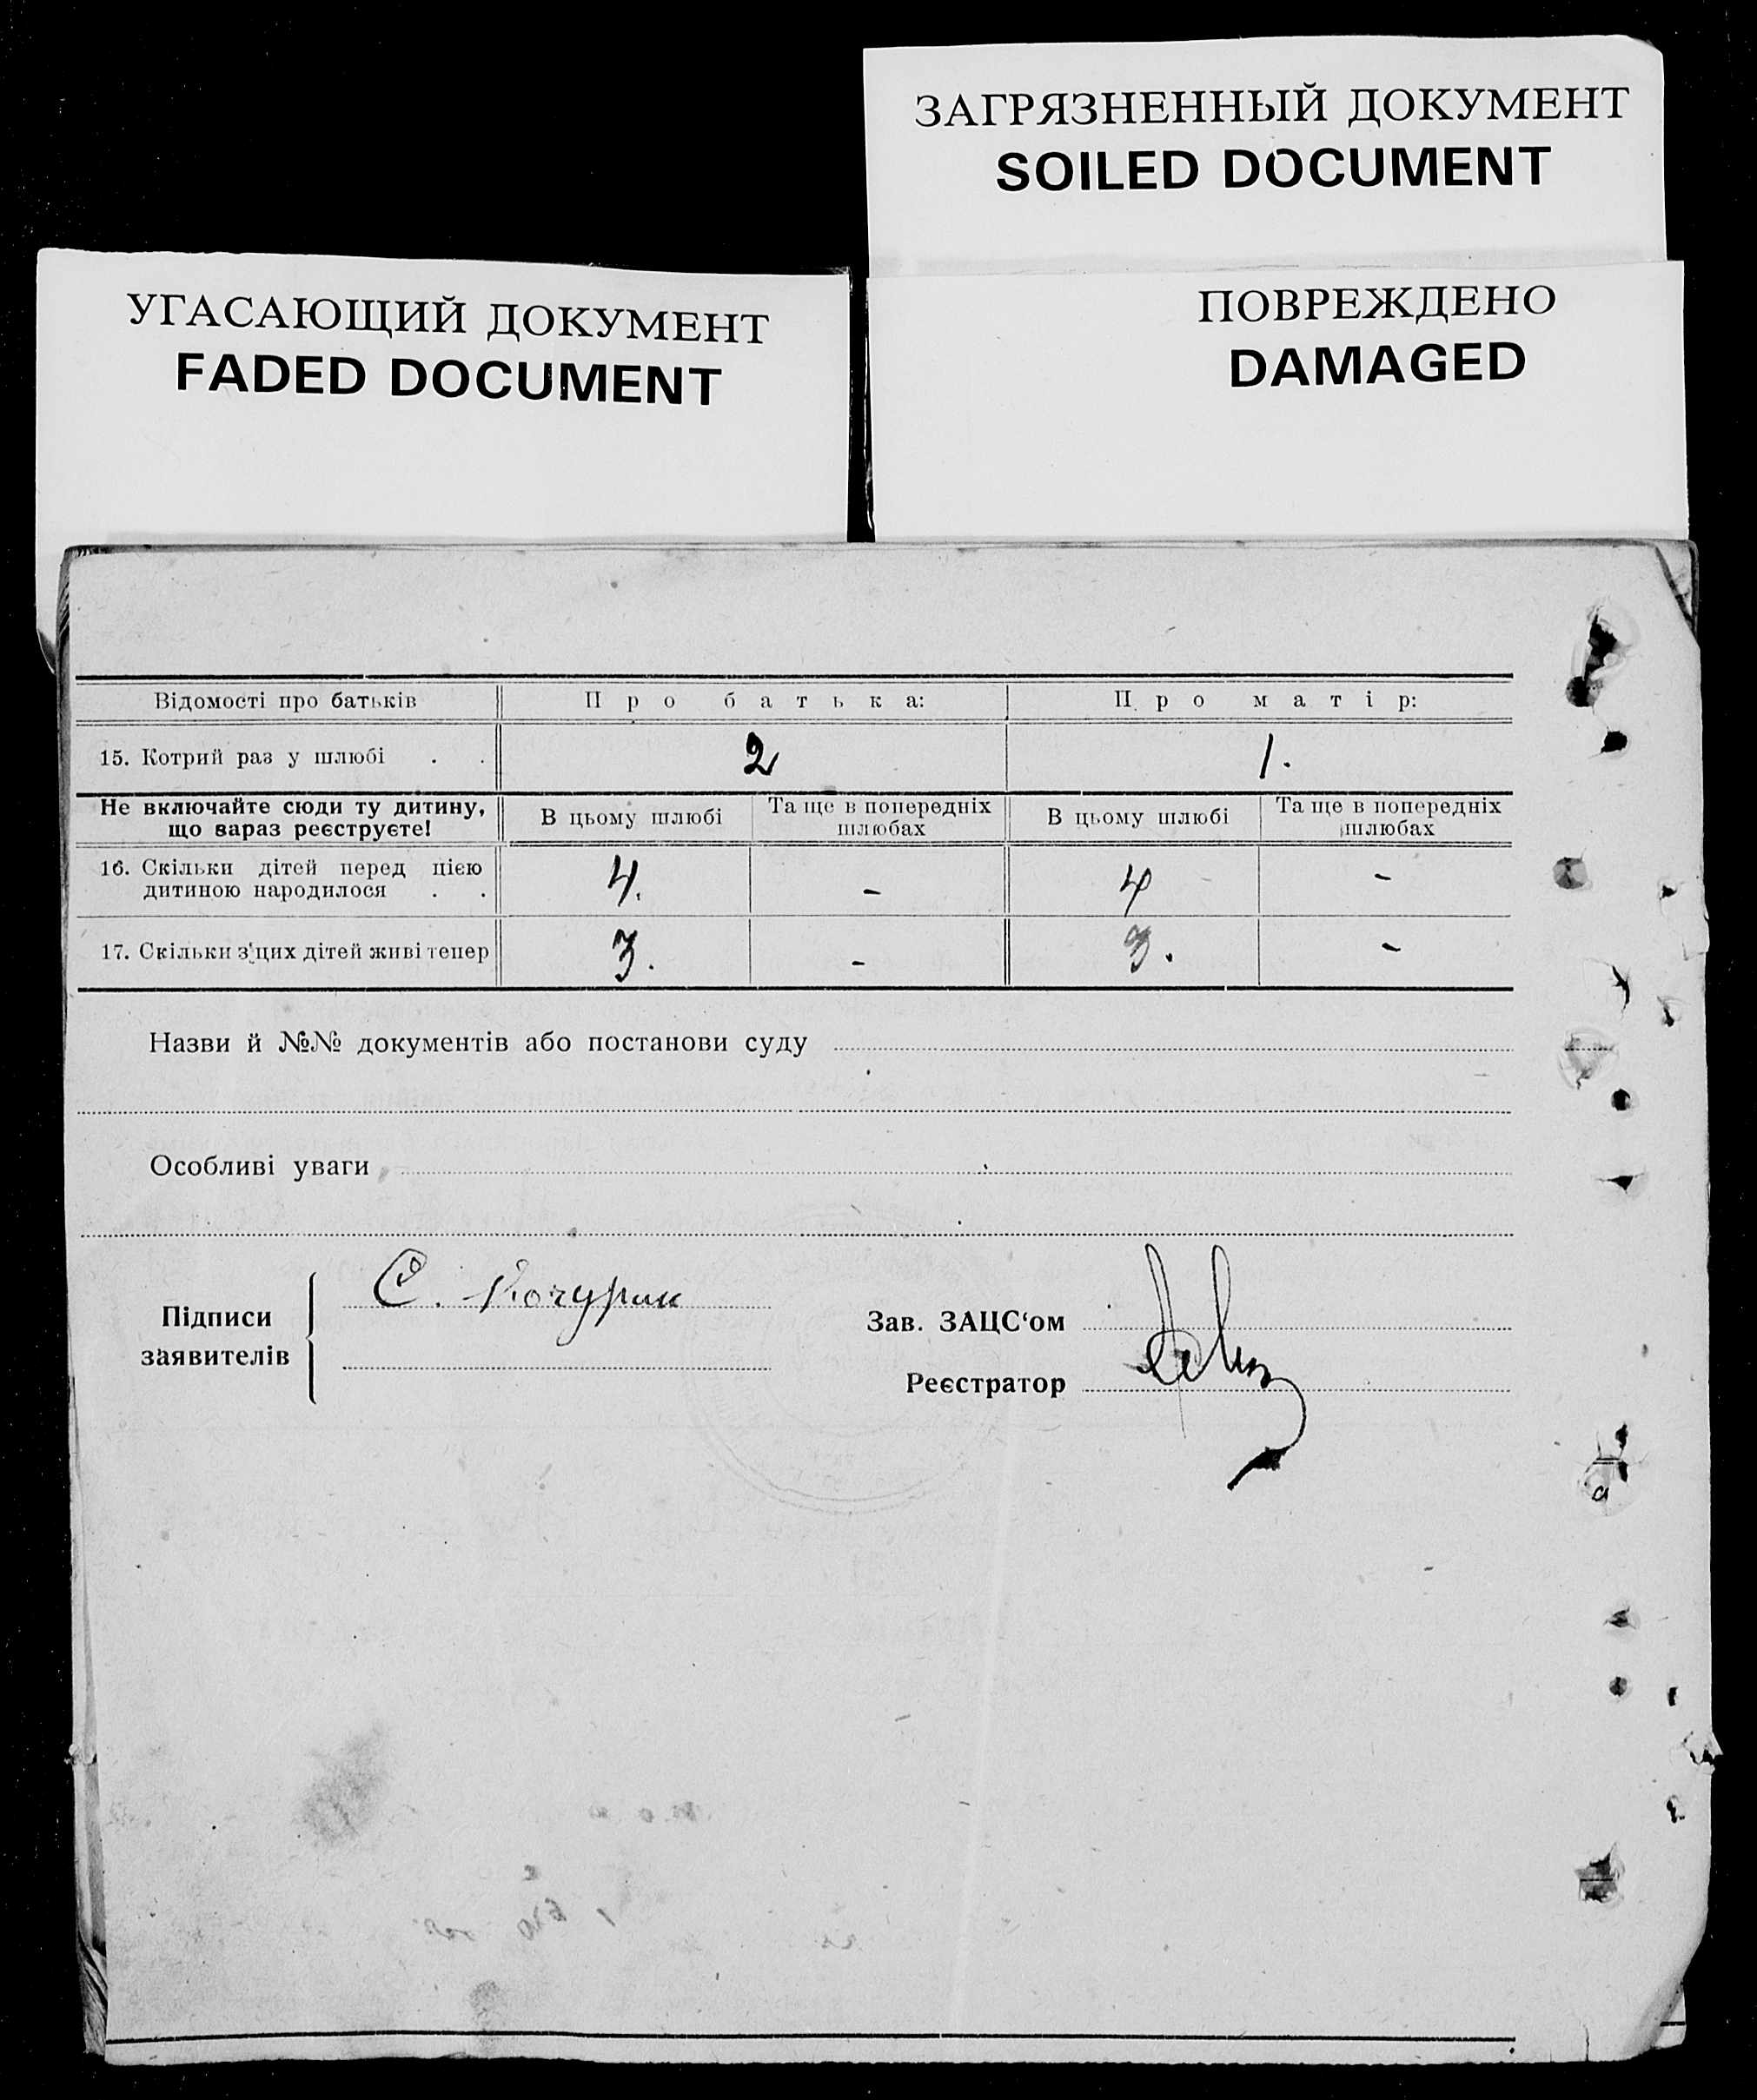 ЗАГРЯЗНЕННЫЙ ДОКУМЕНТ
SOILED DOCUMENT
УГАСАЮЩИЙ ДОКУМЕНТ
FADED DOCUMENT
ПОВРЕЖДЕНО
DAMAGED
Відомості про батьків Про батька: Про матір:
15. Котрий раз у шлюбі . . 2 1.
Не включайте сюди ту дитину,
що зараз реєструєте!
В цьому шлюбі
Та ще в попередніх
шлюбах
В цьому шлюбі
Та ще в попередніх
шлюбах
16. Скільки дітей перед цією
дитиною народилося . .
4. - 4 -
17. Скільки з цих дітей живі тепер 3. - 3. -
Назви й №№ документів або постанови суду
Особливі уваги
Підписи
заявителів
С.
Зав. ЗАЦС‘ом
Реєстратор